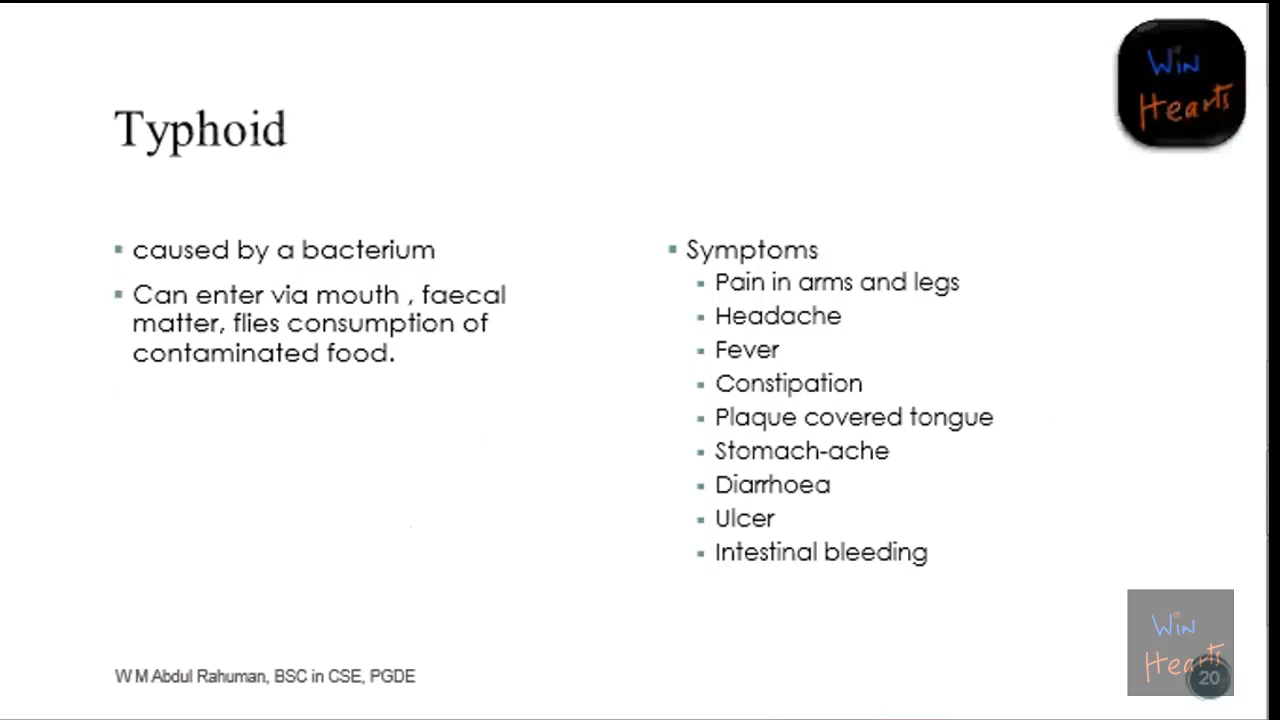 Win
Hearts
Typhoid
caused by a bacterium
Can enter via mouth , faecal
matter, flies consumption of
contaminated food.
Symptoms
Pain in arms and legs
Headache
Fever
Constipation
Plaque covered tongue
Stomach-ache
Diarrhoea
Ulcer
Intestinal bleeding
W M Abdul Rahuman, BSC in CSE, PGDE
Win
Hearts
20